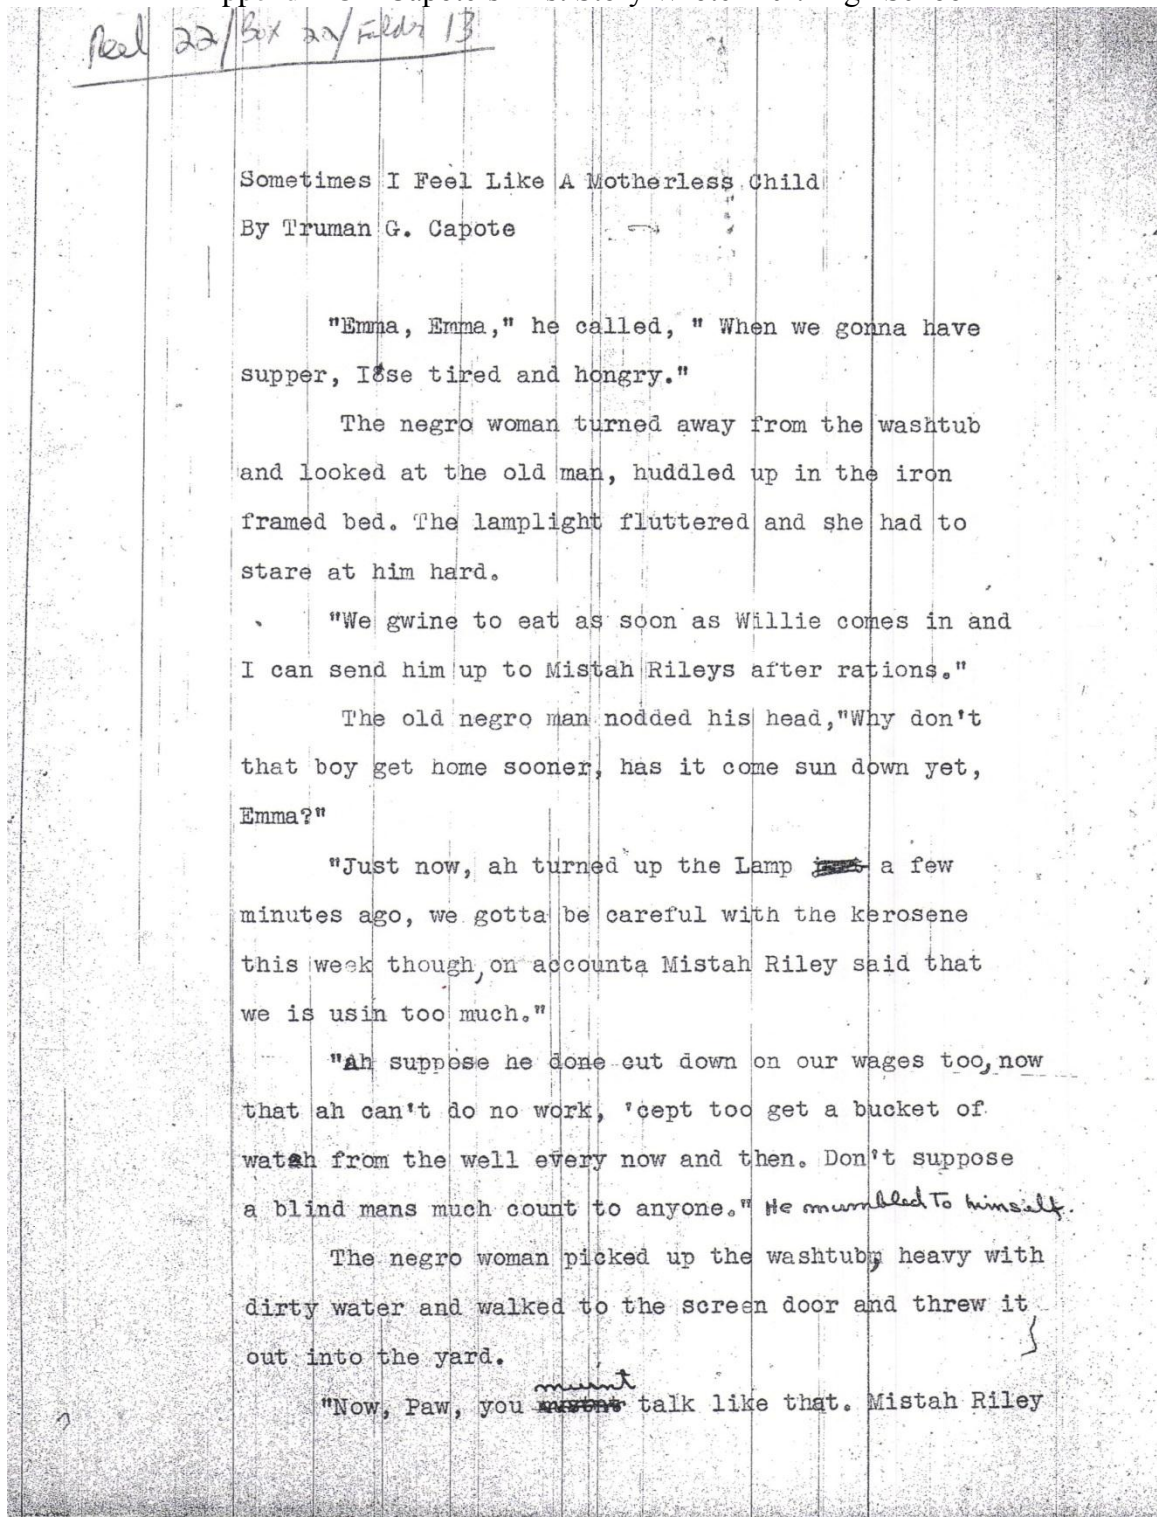 Reel 22/Box 22/Folder 13
Sometimes I Feel Like A Motherless Child
By Truman G. Capote
"Emma, Emma," he called, " When we gonna have
supper, Ise tired and hongry."
The negro woman turned away from the washtub
and looked at the old man, huddled up in the iron
framed bed. The lamplight fluttered and she had to
stare at him hard.
"We gwine to eat as soon as Willie comes in and
I can send him up to Mistah Rileys after rations."
The old negro man nodded his head,"Why don't
that boy get home sooner, has it come sun down yet,
Emma?"
"Just now, ah turned up the Lamp a few
minutes ago, we gotta be careful with the kerosene
this week though, on accounta Mistah Riley said that
we is usin too much."
"Ah suppose he done cut down on our wages too, now
that ah can't do no work, 'cept too get a bucket of
watah from the well every now and then. Don't suppose
a blind mans much count to anyone." He mumbled To himself.
The negro woman picked up the washtub, heavy with
dirty water and walked to the screen door and threw it
out into the yard.
"Now, Paw, you musnt talk like that. Mistah Riley